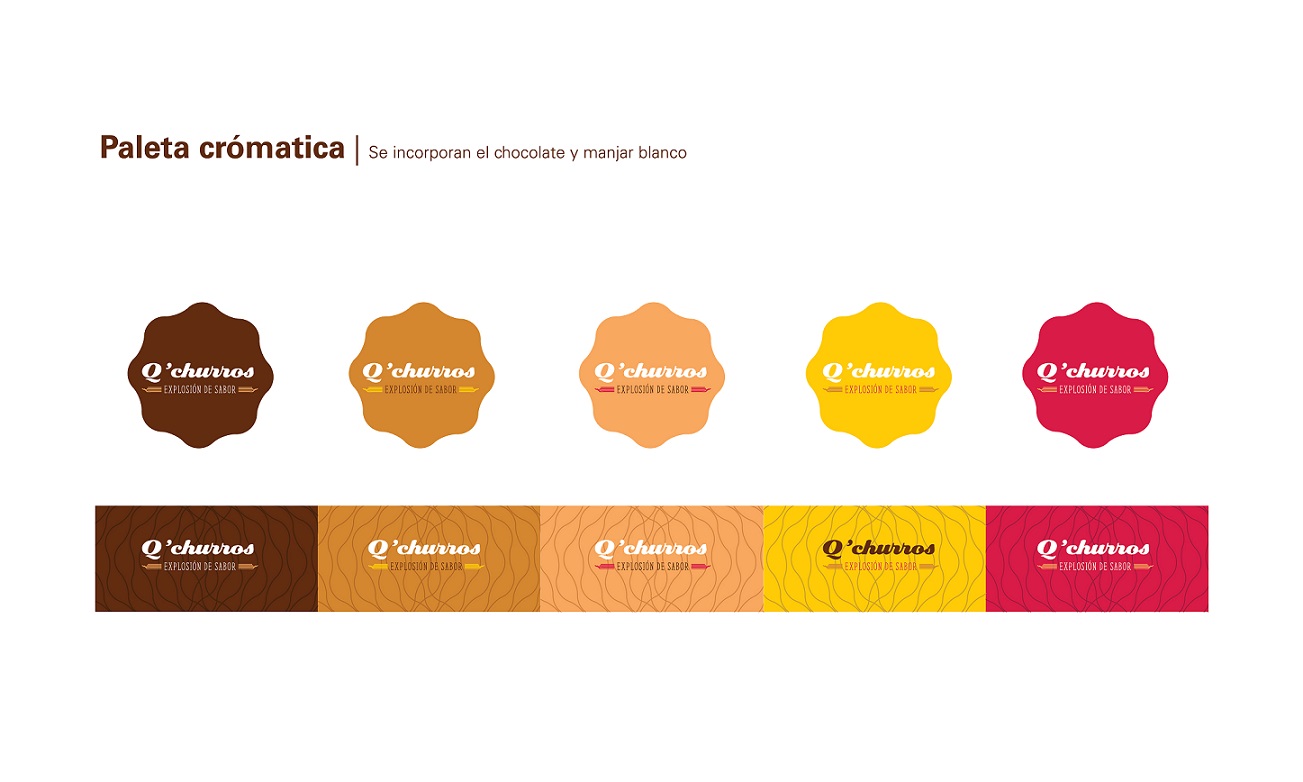 Paleta crómatica | Se incorporan el chocolate y manjar blanco
Q'churros Q'churros Q'churros Q'churros Q'churros
EXPLOSIÓN DE SABOR EXPLOSIÓN DE SABOR EXPLOSIÓN DE SABOR EXPLOSIÓN DE SABOR EXPLOSIÓN DE SABOR
Q'churros Q'churros Q'churros Q'churros Q'churros
EXPLOSIÓN DE SABOR EXPLOSIÓN DE SABOR EXPLOSIÓN DE SABOR EXPLOSIÓN DE SABOR EXPLOSIÓN DE SABOR